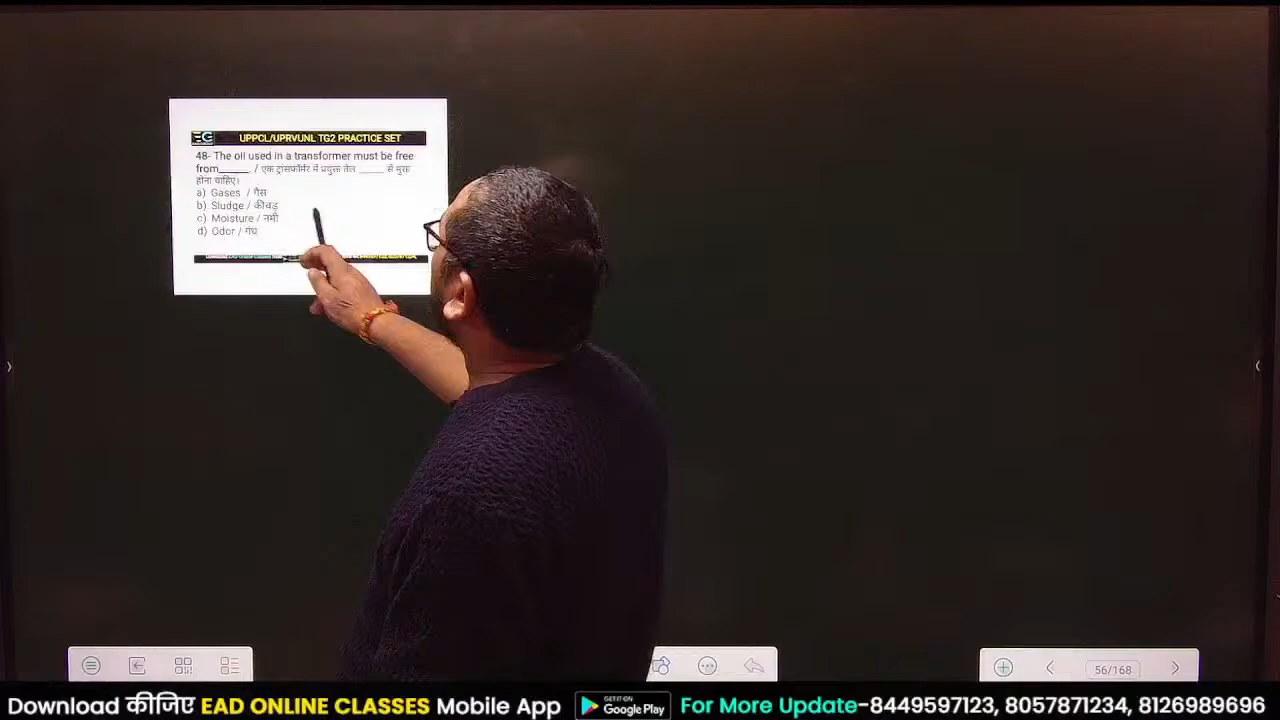 EG
UPPCL/UPRVUNL TG2 PRACTICE SET
48- The oil used in a transformer must be free
from_____ / एक ट्रांसफॉर्मर में प्रयुक्त तेल _____ से मुक्त
होना चाहिए।
a) Gases / गैस
b) Sludge / कीचड़
c) Moisture / नमी
d) Odor / गंध
56/168
Download कीजिए EAD ONLINE CLASSES Mobile App
GET IT ON
Google Play
For More Update-8449597123, 8057871234, 8126989696